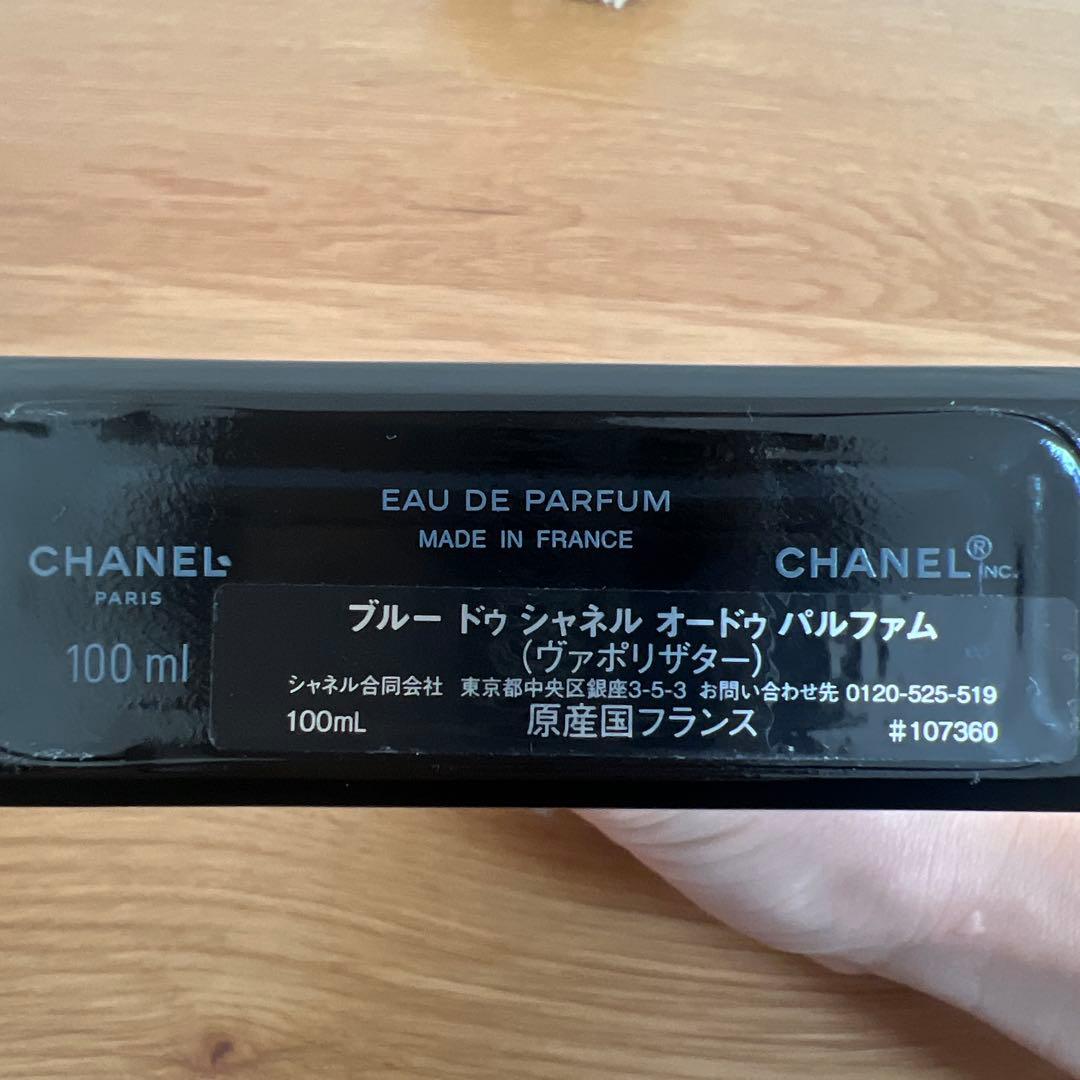 EAU DE PARFUM
MADE IN FRANCE
CHANEL
PARIS
100 ml
CHANEL®
INC.
ブルー ドゥ シャネル オードゥ パルファム
(ヴァポリザター)
シャネル合同会社 東京都中央区銀座3-5-3 お問い合わせ先 0120-525-519
100mL 原産国フランス #107360